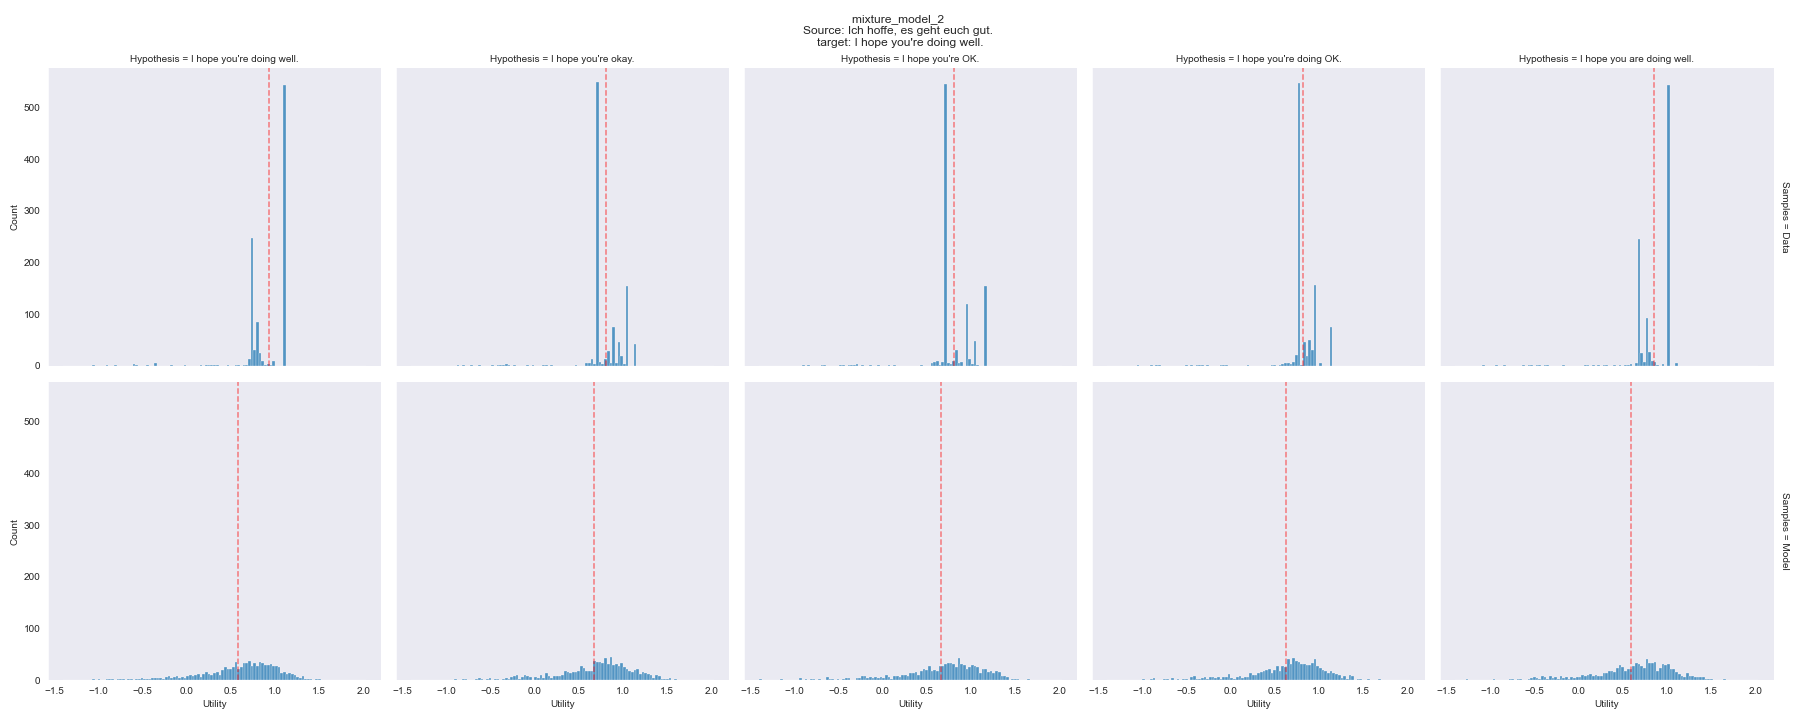 mixture_model_2
Source: Ich hoffe, es geht euch gut.
target: I hope you're doing well.
Hypothesis = I hope you're doing well.
Hypothesis = I hope you're okay.
Hypothesis = I hope you're OK.
Hypothesis = I hope you're doing OK.
Hypothesis = I hope you are doing well.
500
400
300
200
100
0
Count
Samples = Data
500
400
300
200
100
0
Count
Samples = Model
−1.5 −1.0 −0.5 0.0 0.5 1.0 1.5 2.0
−1.5 −1.0 −0.5 0.0 0.5 1.0 1.5 2.0
−1.5 −1.0 −0.5 0.0 0.5 1.0 1.5 2.0
−1.5 −1.0 −0.5 0.0 0.5 1.0 1.5 2.0
−1.5 −1.0 −0.5 0.0 0.5 1.0 1.5 2.0
Utility
Utility
Utility
Utility
Utility